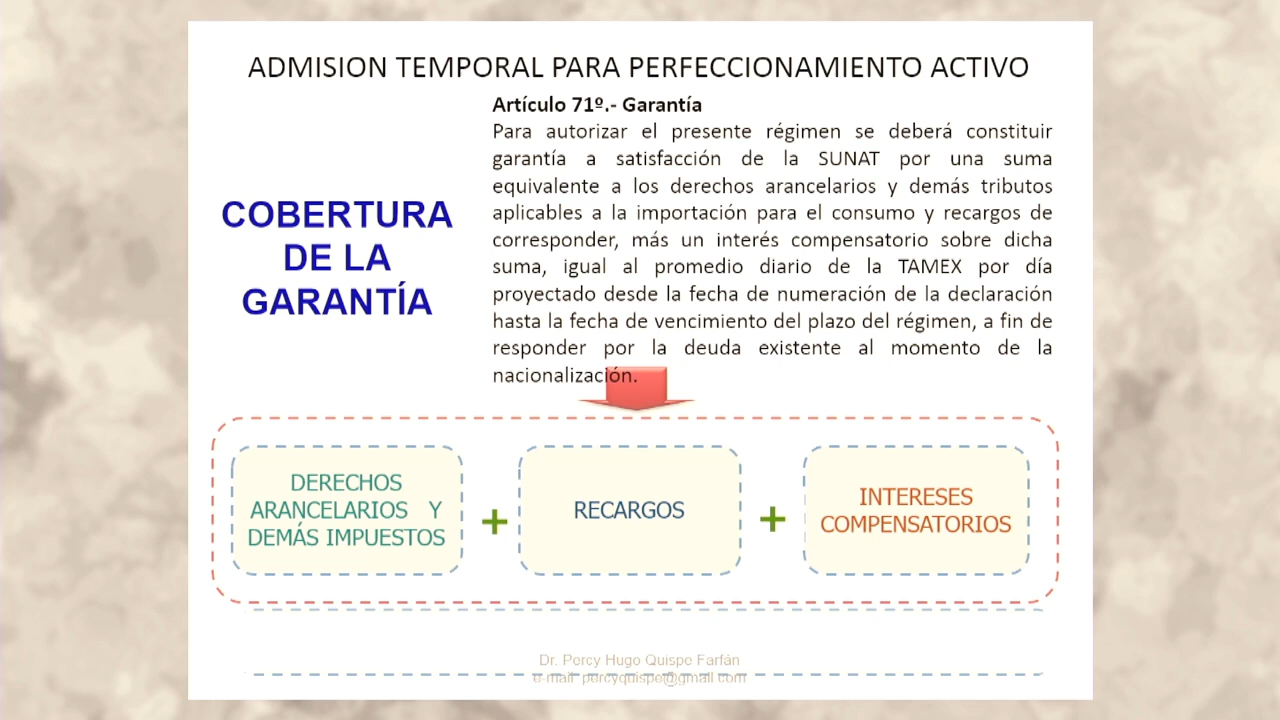 ADMISION TEMPORAL PARA PERFECCIONAMIENTO ACTIVO
COBERTURA
DE LA
GARANTÍA
Artículo 71º.- Garantía
Para autorizar el presente régimen se deberá constituir
garantía a satisfacción de la SUNAT por una suma
equivalente a los derechos arancelarios y demás tributos
aplicables a la importación para el consumo y recargos de
corresponder, más un interés compensatorio sobre dicha
suma, igual al promedio diario de la TAMEX por día
proyectado desde la fecha de numeración de la declaración
hasta la fecha de vencimiento del plazo del régimen, a fin de
responder por la deuda existente al momento de la
nacionalización.
DERECHOS
ARANCELARIOS Y
DEMÁS IMPUESTOS
+
RECARGOS
+
INTERESES
COMPENSATORIOS
Dr. Percy Hugo Quispe Farfán
e-mail percyquispe@gmail.com